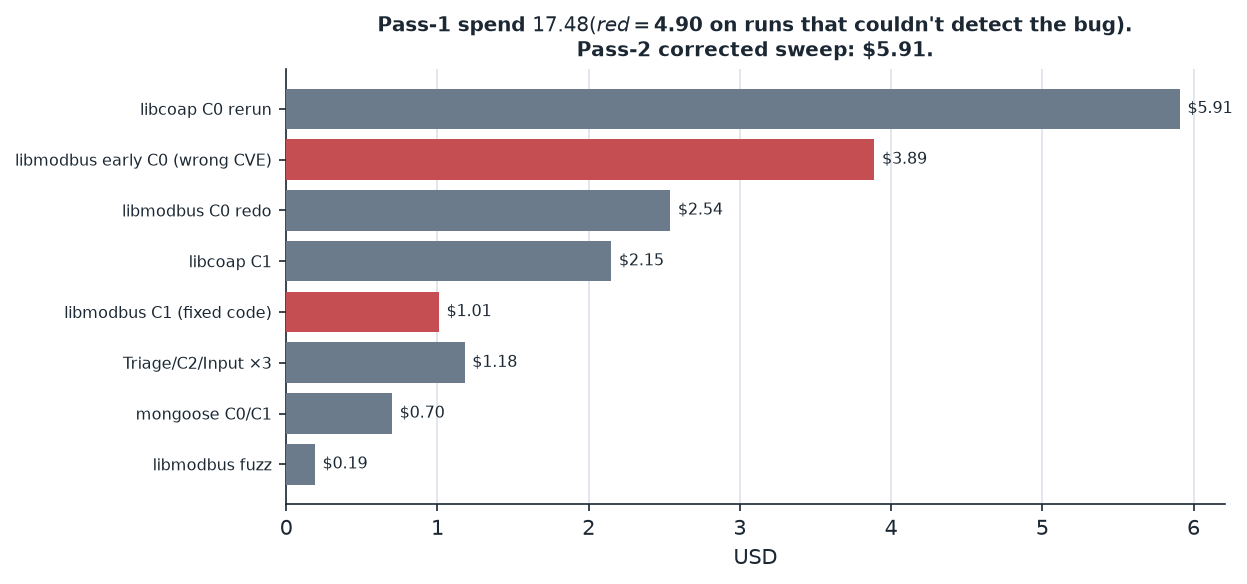 Pass-1 spend 17.48(red = 4.90 on runs that couldn't detect the bug).
Pass-2 corrected sweep: $5.91.
libcoap C0 rerun
$5.91
libmodbus early C0 (wrong CVE)
$3.89
libmodbus C0 redo
$2.54
libcoap C1
$2.15
libmodbus C1 (fixed code)
$1.01
Triage/C2/Input ×3
$1.18
mongoose C0/C1
$0.70
libmodbus fuzz
$0.19
0 1 2 3 4 5 6
USD